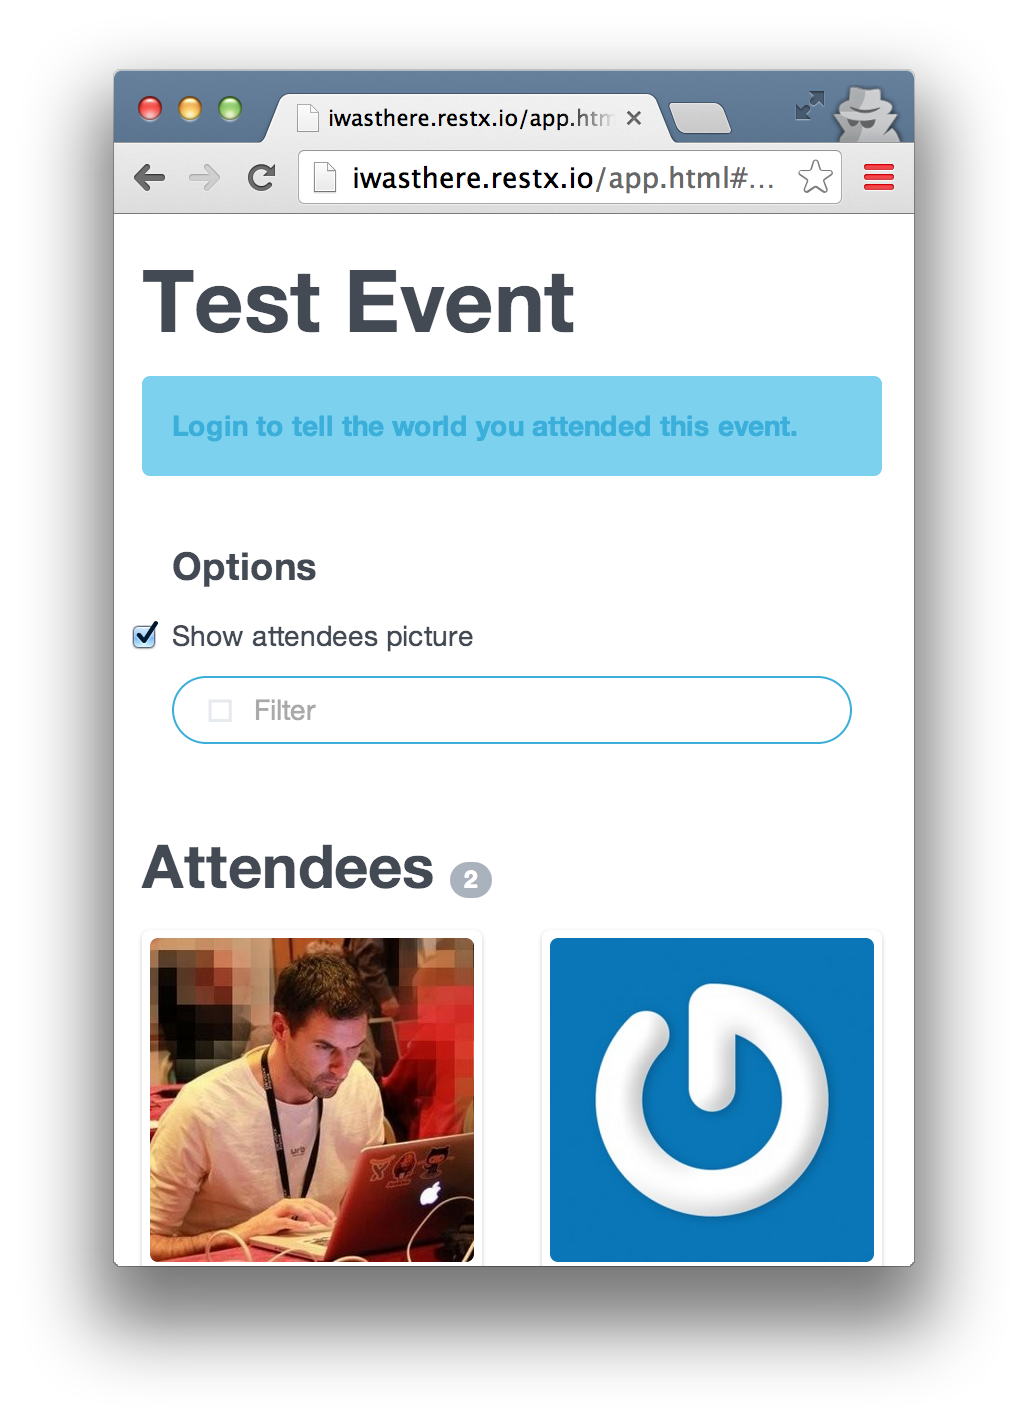 iwasthere.restx.io/app.htm
iwasthere.restx.io/app.html#...
Test Event
Login to tell the world you attended this event.
Options
Show attendees picture
Filter
Attendees 2